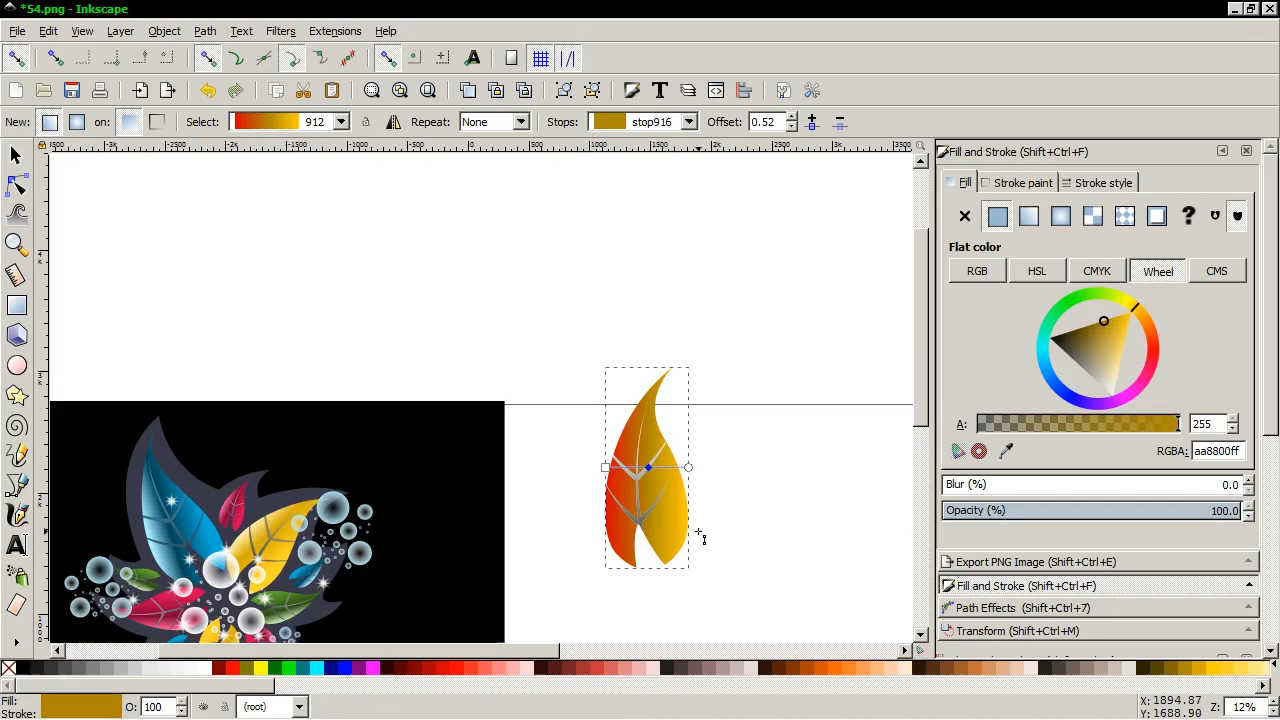 *54.png - Inkscape
File Edit View Layer Object Path Text Filters Extensions Help
New: on: Select: 912 Repeat: None Stops: stop916 Offset: 0.52
Fill and Stroke (Shift+Ctrl+F)
Fill Stroke paint Stroke style
Flat color
RGB HSL CMYK Wheel CMS
A: 255
RGBA: aa8800ff
Blur (%) 0.0
Opacity (%) 100.0
Export PNG Image (Shift+Ctrl+E)
Fill and Stroke (Shift+Ctrl+F)
Path Effects (Shift+Ctrl+7)
Transform (Shift+Ctrl+M)
Fill:
Stroke:
O: 100
(root)
X: 1894.87
Y: 1688.90
Z: 12%